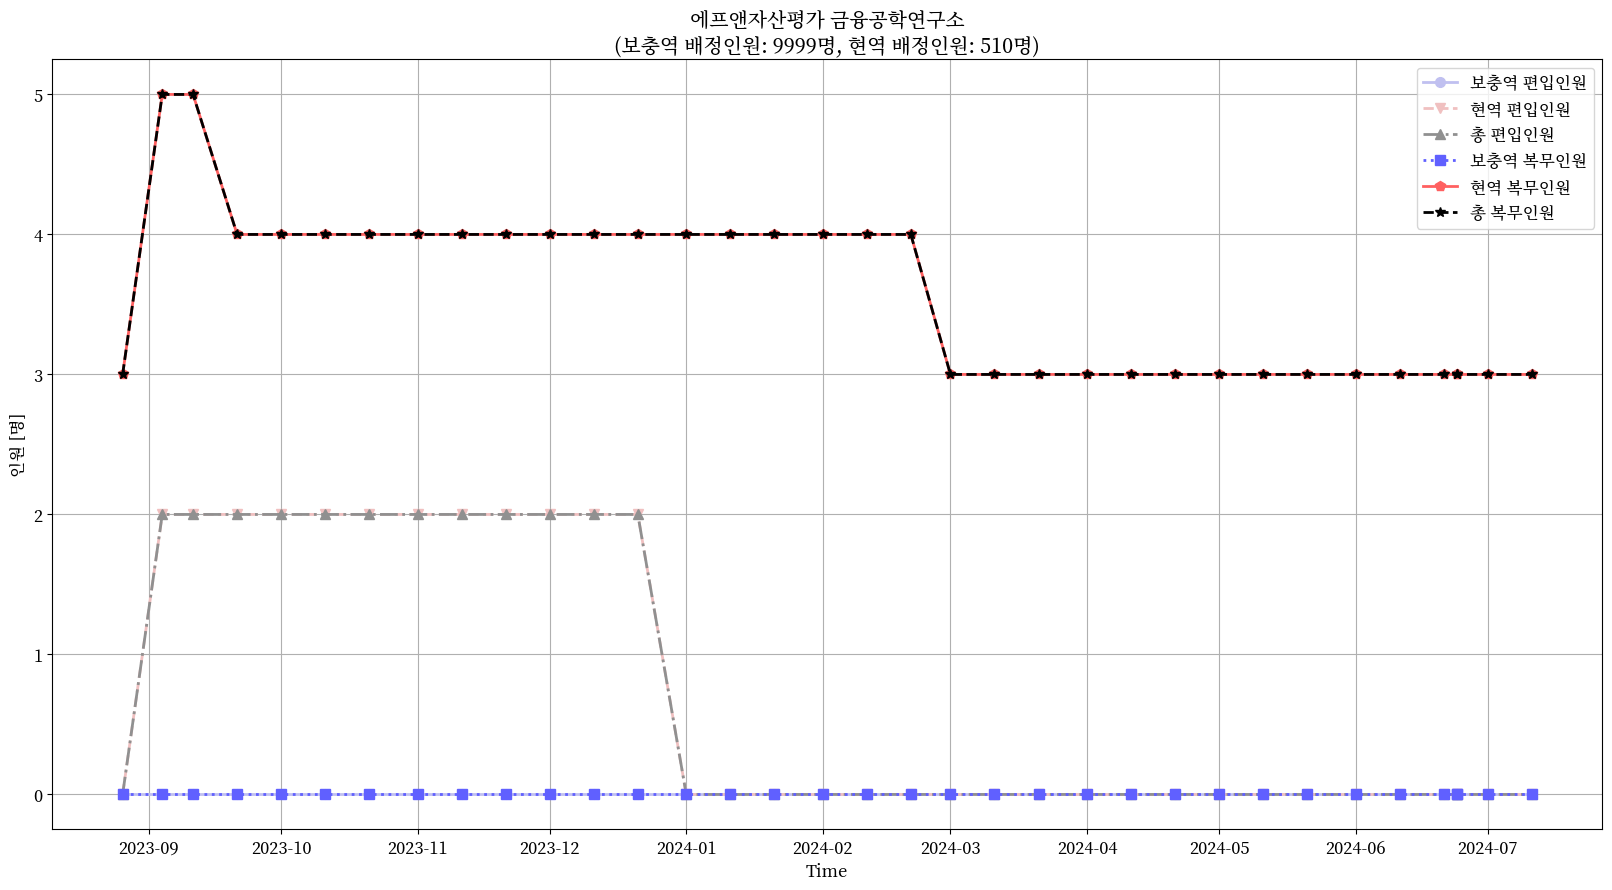 에프앤자산평가 금융공학연구소
(보충역 배정인원: 9999명, 현역 배정인원: 510명)
보충역 편입인원
현역 편입인원
총 편입인원
보충역 복무인원
현역 복무인원
총 복무인원
인원 [명]
5
4
3
2
1
0
2023-09
2023-10
2023-11
2023-12
2024-01
2024-02
2024-03
2024-04
2024-05
2024-06
2024-07
Time